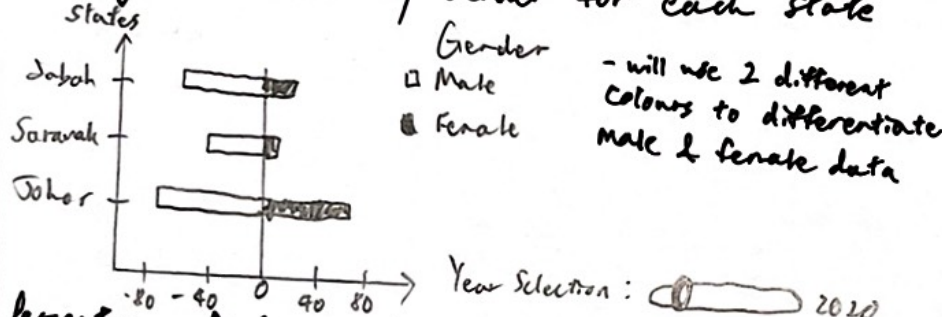 states
for each state
Gender
Male
Female
- will use 2 different
colours to differentiate
male & female data
Sabah
Sarawak
Johor
-80 -40 0 40 80
Year Selection : 2020